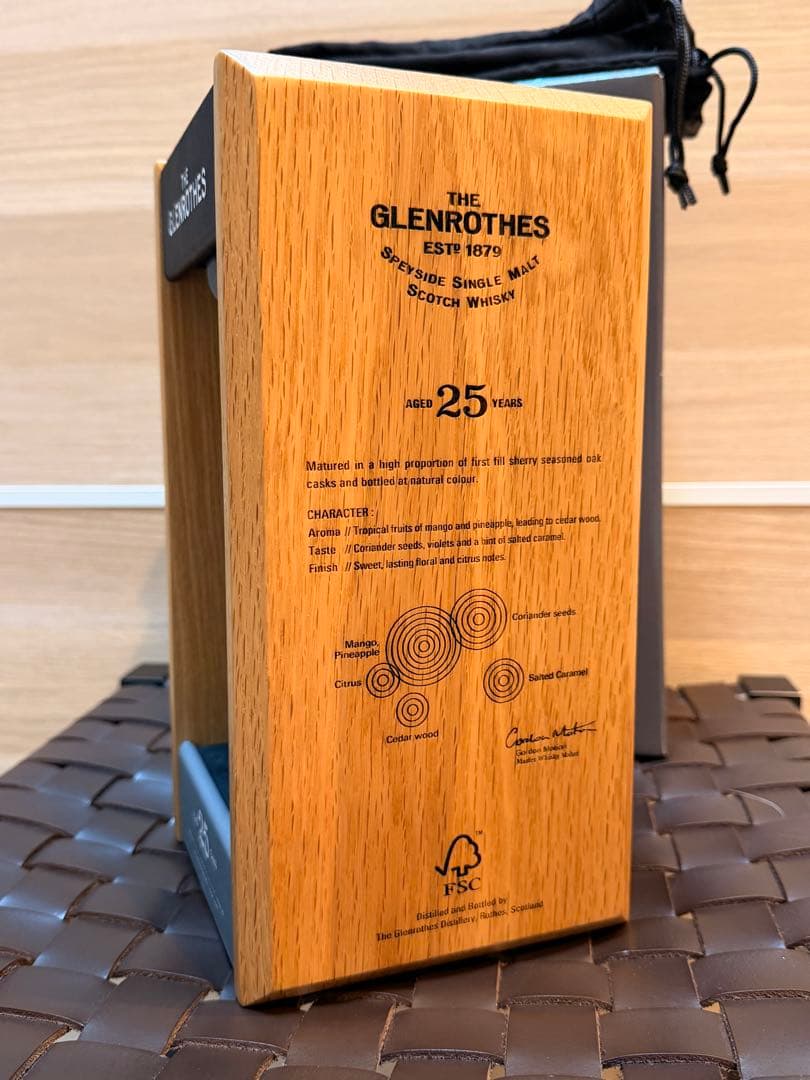 THE
GLENROTHES
THE
GLENROTHES
ESTD 1879
SPEYSIDE SINGLE MALT
SCOTCH WHISKY
AGED 25 YEARS
Matured in a high proportion of first fill sherry seasoned oak
casks and bottled at natural colour.
CHARACTER :
Aroma // Tropical fruits of mango and pineapple, leading to cedar wood.
Taste // Coriander seeds, violets and a hint of salted caramel.
Finish // Sweet, lasting floral and citrus notes.
Coriander seeds
Mango,
Pineapple
Citrus
Salted Caramel
Cedar wood
Gordon Motion
Master Whisky Maker
25
FSC
™
Distilled and Bottled by
The Glenrothes Distillery, Rothes, Scotland